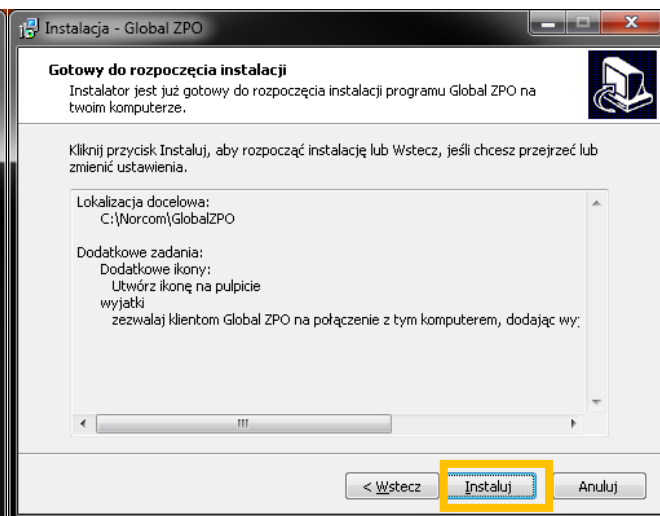 Instalacja - Global ZPO
Gotowy do rozpoczęcia instalacji
Instalator jest już gotowy do rozpoczęcia instalacji programu Global ZPO na
twoim komputerze.
Kliknij przycisk Instaluj, aby rozpocząć instalację lub Wstecz, jeśli chcesz przejrzeć lub
zmienić ustawienia.
Lokalizacja docelowa:
C:\Norcom\GlobalZPO
Dodatkowe zadania:
Dodatkowe ikony:
Utwórz ikonę na pulpicie
wyjatki
zezwalaj klientom Global ZPO na połączenie z tym komputerem, dodając
< Wstecz
Instaluj
Anuluj